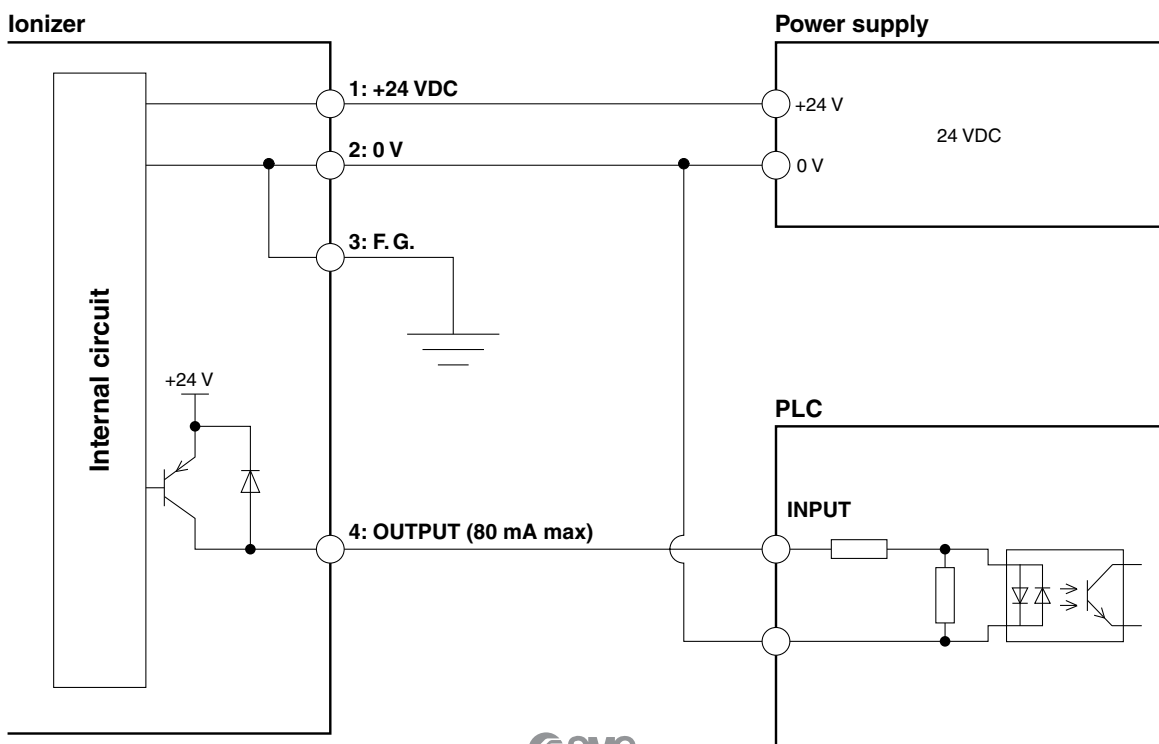 Ionizer
Power supply
1: +24 VDC
+24 V
24 VDC
2: 0 V
0 V
3: F. G.
Internal circuit
+24 V
PLC
INPUT
4: OUTPUT (80 mA max)